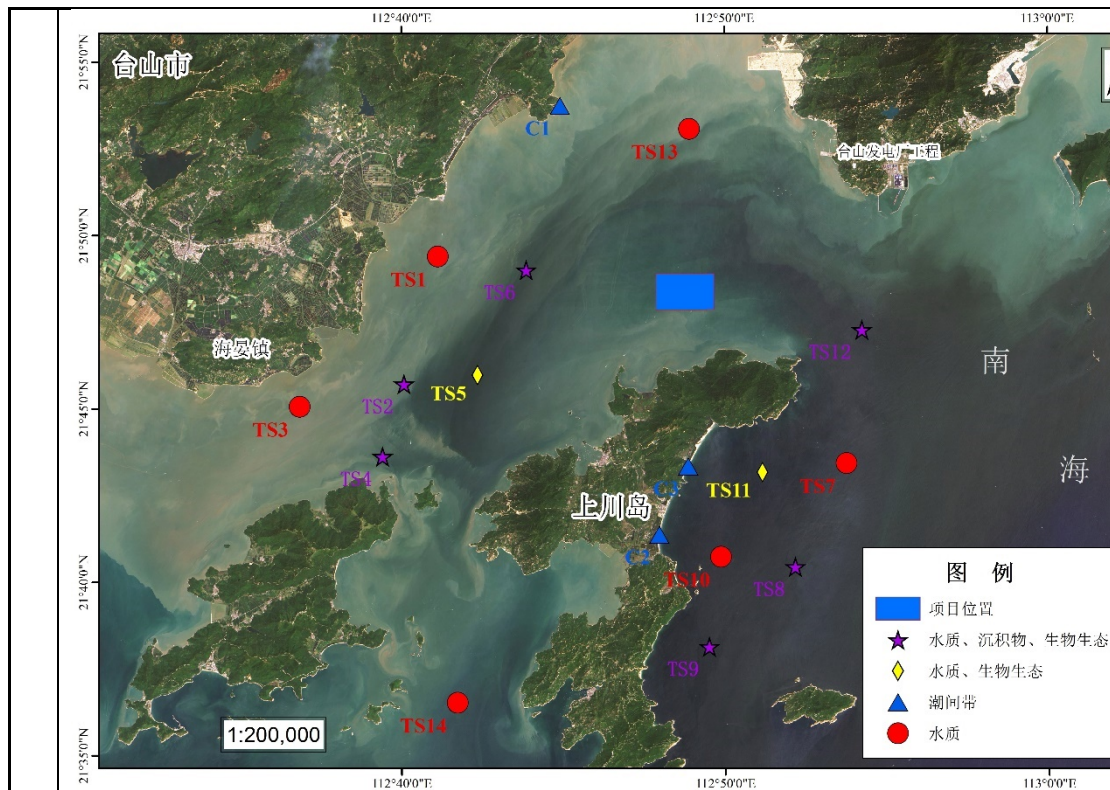 112°40'0"E
112°50'0"E
113°0'0"E
21°55'0"N
台山市
C1
TS13
台山发电厂工程
21°50'0"N
TS1
TS6
TS12
海晏镇
南
TS5
TS2
21°45'0"N
TS3
海
TS4
C3
TS11
TS7
上川岛
C2
TS10
TS8
21°40'0"N
TS9
TS14
1:200,000
21°35'0"N
图 例
项目位置
水质、沉积物、生物生态
水质、生物生态
潮间带
水质
112°40'0"E
112°50'0"E
113°0'0"E